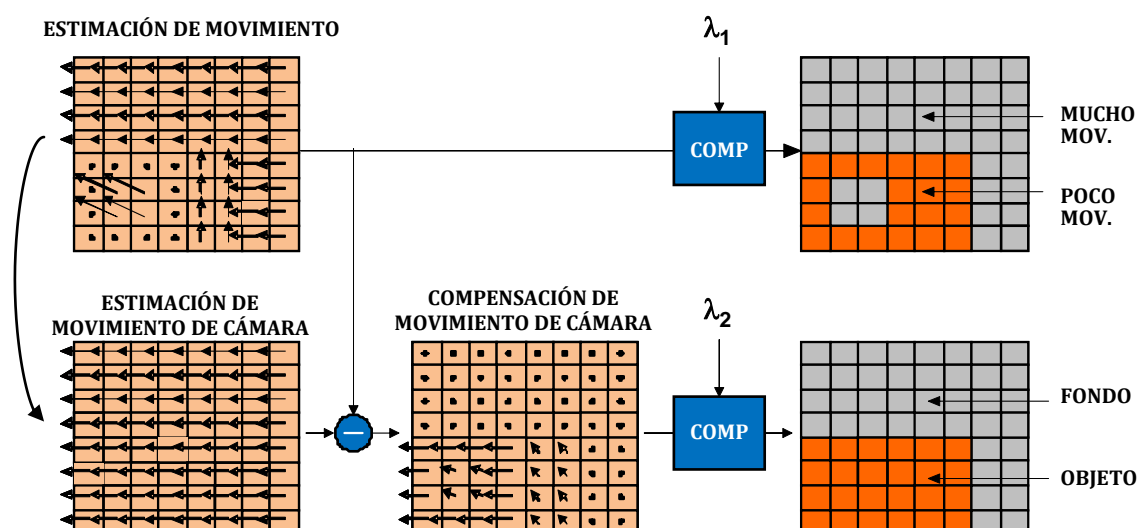 ESTIMACIÓN DE MOVIMIENTO
λ1
COMP
MUCHO
MOV.
POCO
MOV.
ESTIMACIÓN DE
MOVIMIENTO DE CÁMARA
COMPENSACIÓN DE
MOVIMIENTO DE CÁMARA
λ2
COMP
FONDO
OBJETO